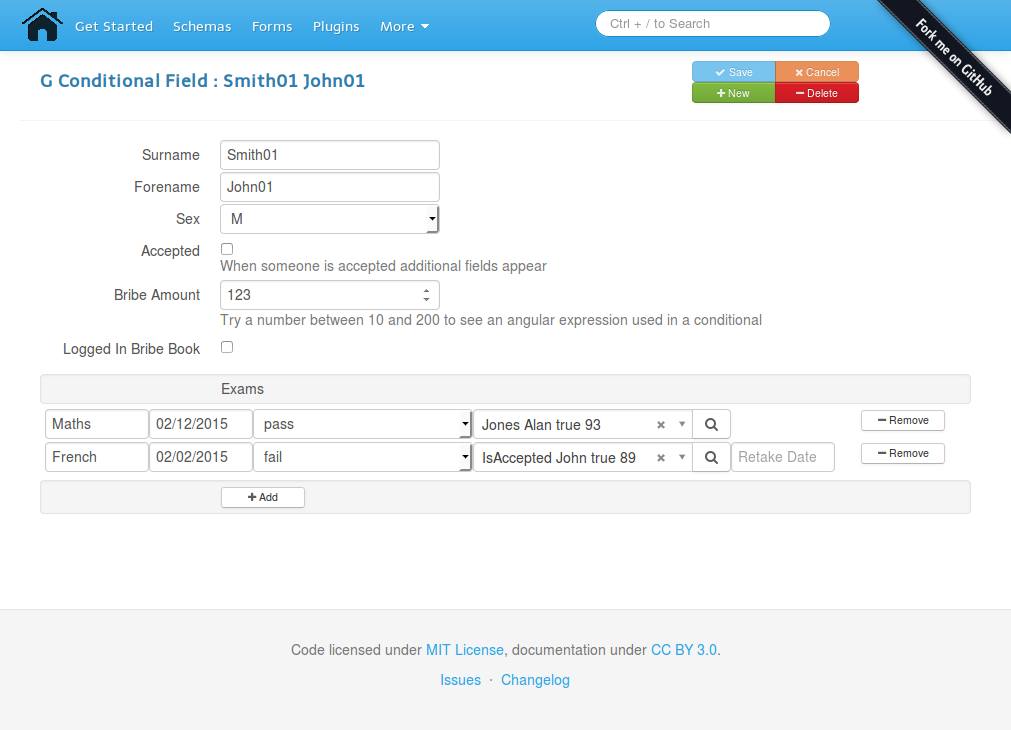 Get Started Schemas Forms Plugins More Ctrl + / to Search Fork me on GitHub
G Conditional Field : Smith01 John01
Save Cancel
New Delete
Surname Smith01
Forename John01
Sex M
Accepted
When someone is accepted additional fields appear
Bribe Amount 123
Try a number between 10 and 200 to see an angular expression used in a conditional
Logged In Bribe Book
Exams
Maths 02/12/2015 pass Jones Alan true 93 Remove
French 02/02/2015 fail IsAccepted John true 89 Retake Date Remove
Add
Code licensed under MIT License, documentation under CC BY 3.0.
Issues · Changelog